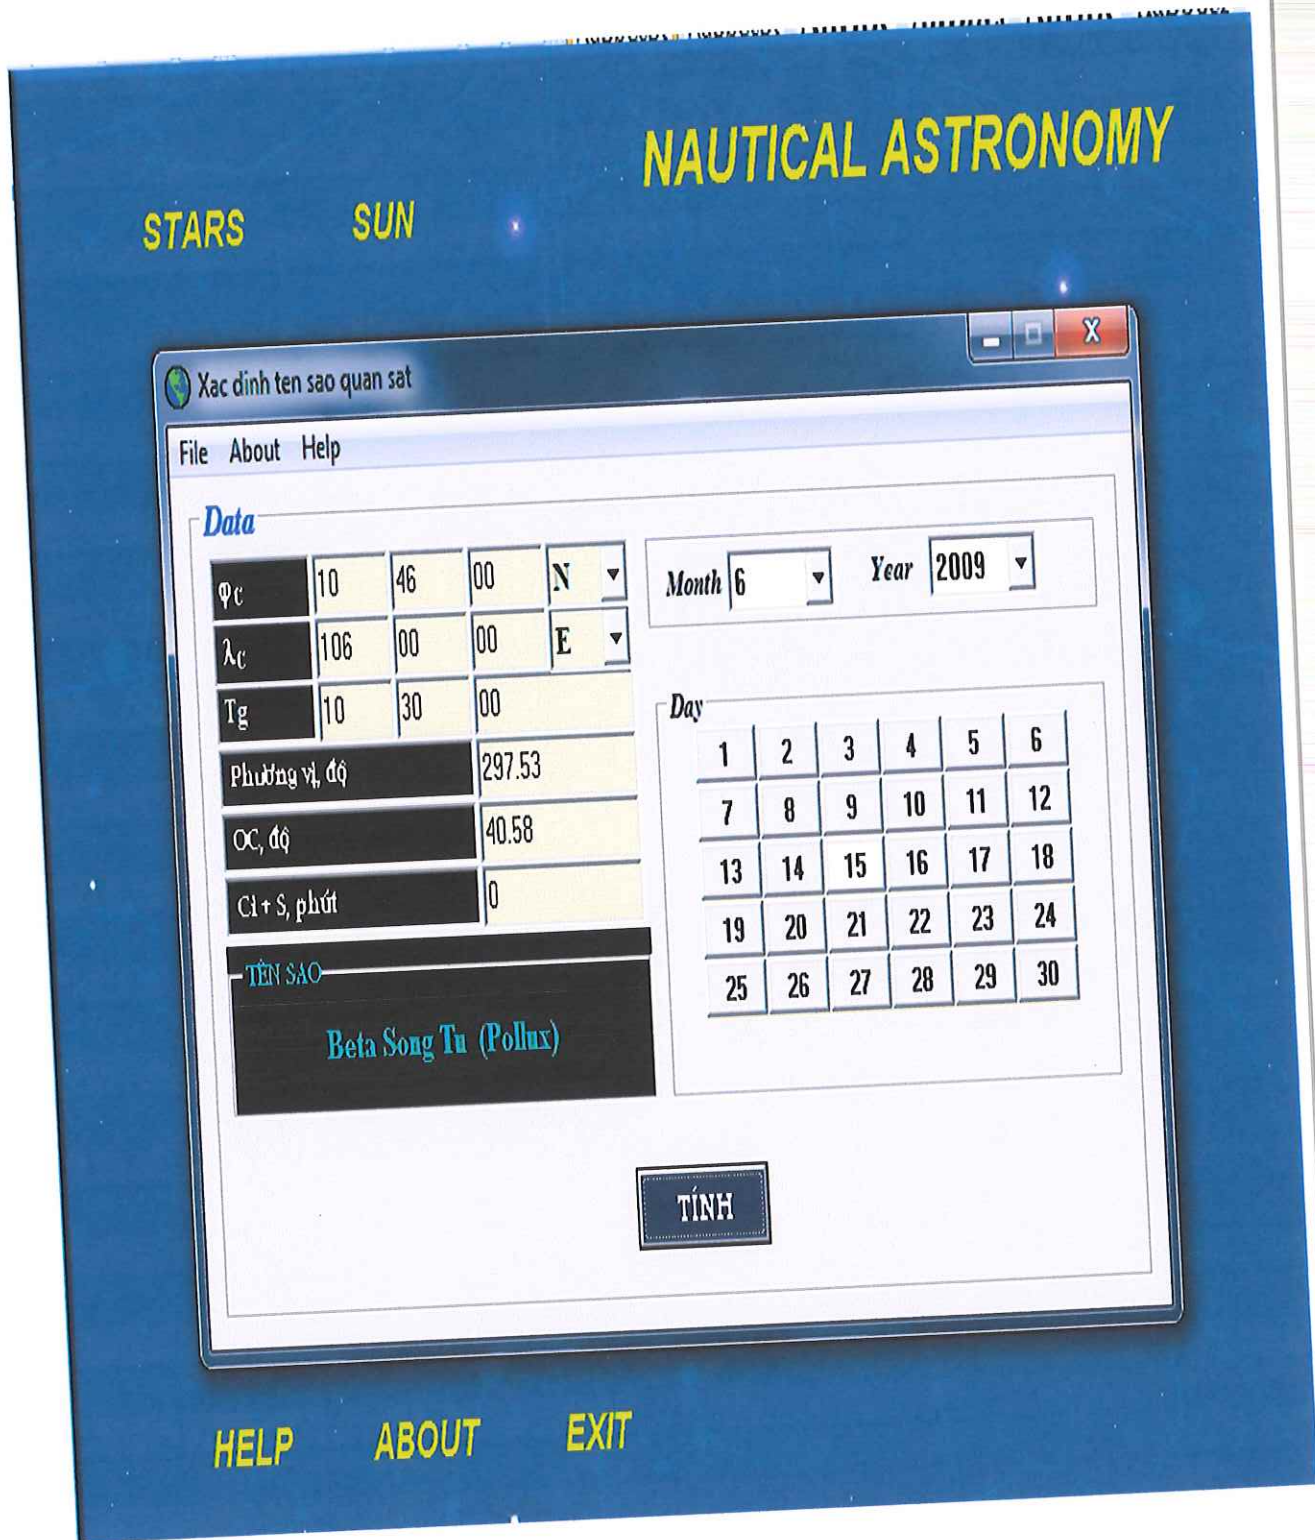 NAUTICAL ASTRONOMY
STARS SUN
Xac dinh ten sao quan sat
File About Help
Data
φc 10 46 00 N
λc 106 00 00 E
Tg 10 30 00
Phương vị, độ 297.53
OC, độ 40.58
Ci + S, phút 0
TÊN SAO
Beta Song Tu (Pollux)
Month 6 Year 2009
Day
1 2 3 4 5 6
7 8 9 10 11 12
13 14 15 16 17 18
19 20 21 22 23 24
25 26 27 28 29 30
TÍNH
HELP ABOUT EXIT